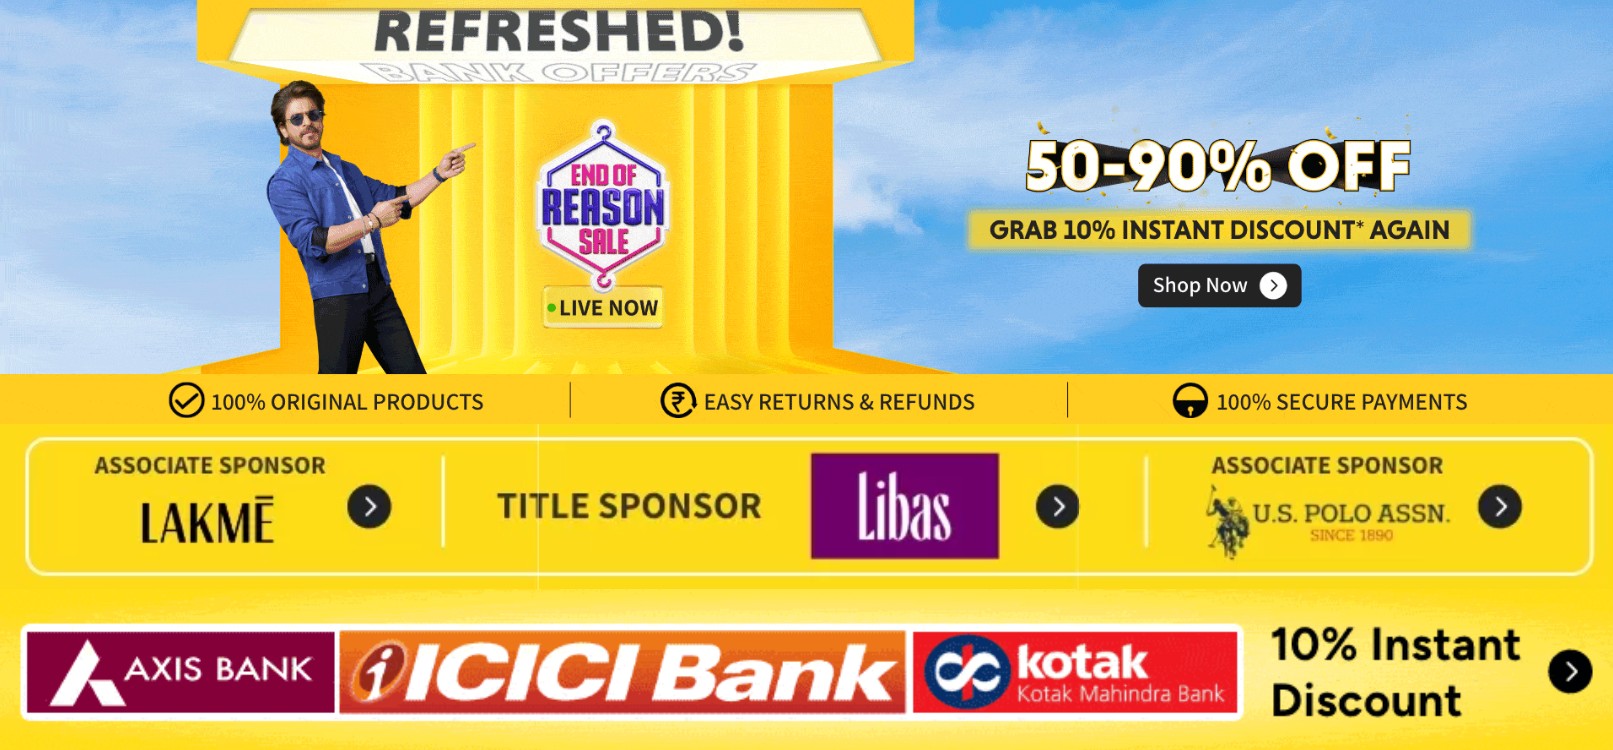 REFRESHED!
BANK OFFERS
END OF
REASON
SALE
LIVE NOW
50-90% OFF
GRAB 10% INSTANT DISCOUNT* AGAIN
Shop Now
100% ORIGINAL PRODUCTS
EASY RETURNS & REFUNDS
100% SECURE PAYMENTS
ASSOCIATE SPONSOR
LAKMĒ
TITLE SPONSOR
Libas
ASSOCIATE SPONSOR
U.S. POLO ASSN.
SINCE 1890
AXIS BANK
ICICI Bank
kotak
Kotak Mahindra Bank
10% Instant
Discount